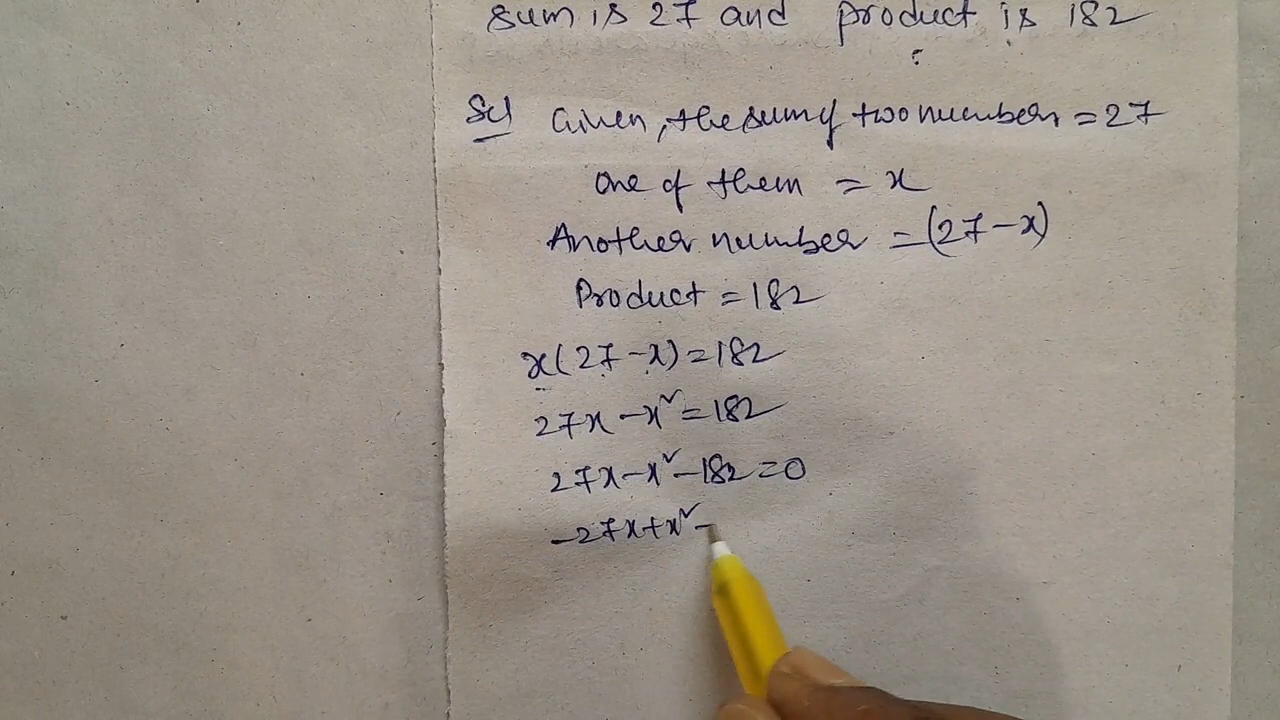 sum is 27 and product is 182
Sol Given, the sum of two numbers = 27
One of them = x
Another number = (27-x)
Product = 182
x(27-x) = 182
27x - x² = 182
27x - x² - 182 = 0
-27x + x² -